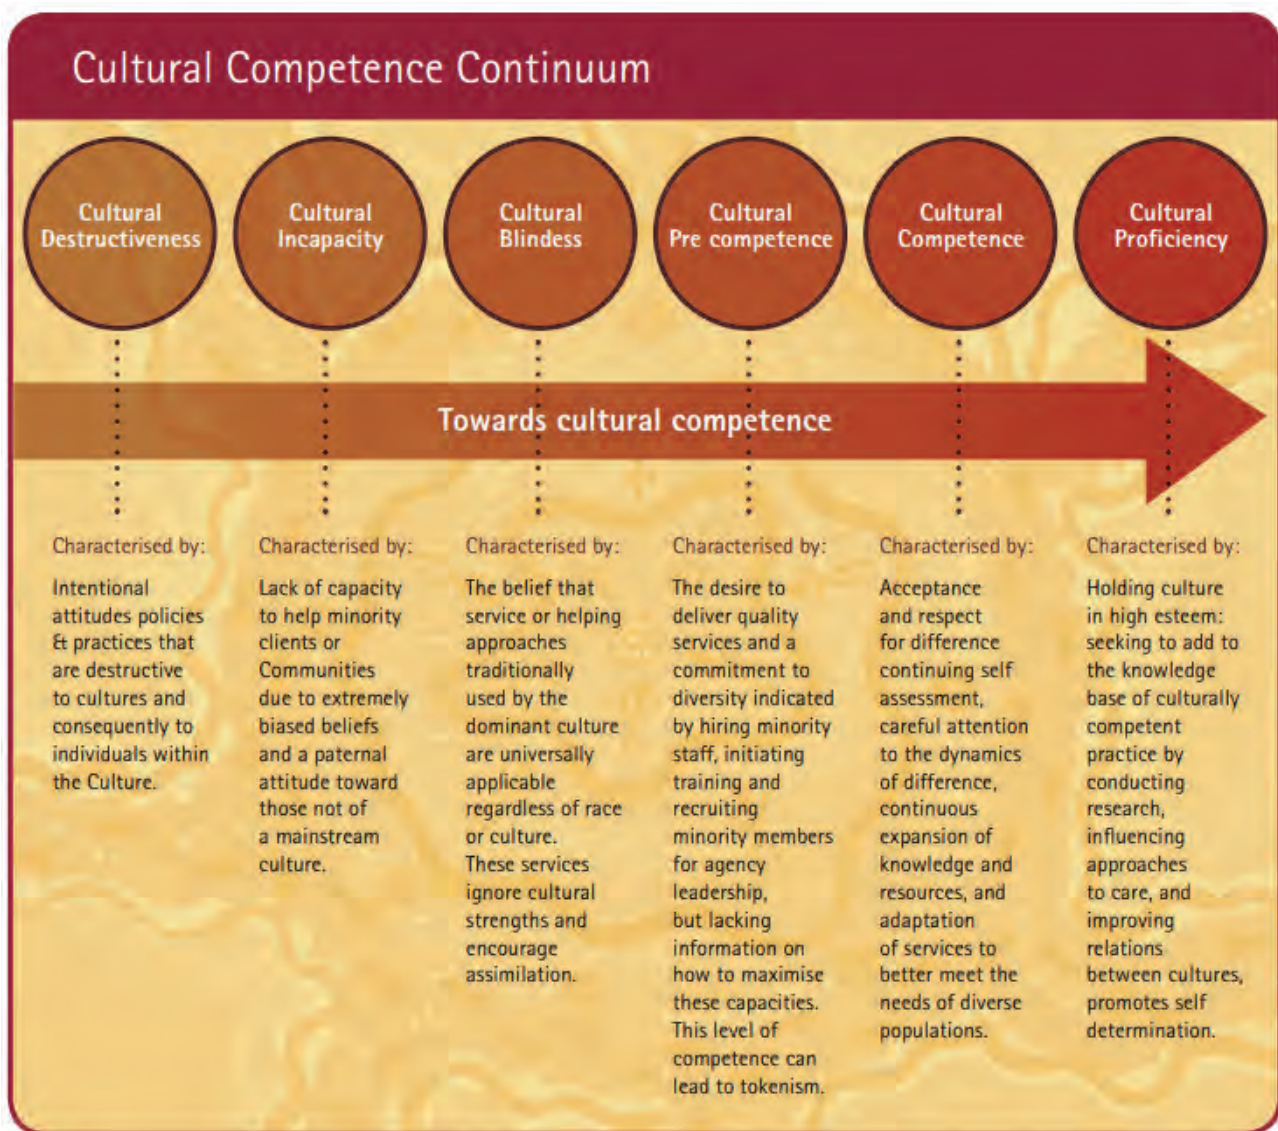 Cultural Competence Continuum
Cultural
Destructiveness
Cultural
Incapacity
Cultural
Blindess
Cultural
Pre competence
Cultural
Competence
Cultural
Proficiency
Towards cultural competence
Characterised by:
Intentional
attitudes policies
& practices that
are destructive
to cultures and
consequently to
individuals within
the Culture.
Characterised by:
Lack of capacity
to help minority
clients or
Communities
due to extremely
biased beliefs
and a paternal
attitude toward
those not of
a mainstream
culture.
Characterised by:
The belief that
service or helping
approaches
traditionally
used by the
dominant culture
are universally
applicable
regardless of race
or culture.
These services
ignore cultural
strengths and
encourage
assimilation.
Characterised by:
The desire to
deliver quality
services and a
commitment to
diversity indicated
by hiring minority
staff, initiating
training and
recruiting
minority members
for agency
leadership,
but lacking
information on
how to maximise
these capacities.
This level of
competence can
lead to tokenism.
Characterised by:
Acceptance
and respect
for difference
continuing self
assessment,
careful attention
to the dynamics
of difference,
continuous
expansion of
knowledge and
resources, and
adaptation
of services to
better meet the
needs of diverse
populations.
Characterised by:
Holding culture
in high esteem:
seeking to add to
the knowledge
base of culturally
competent
practice by
conducting
research,
influencing
approaches
to care, and
improving
relations
between cultures,
promotes self
determination.